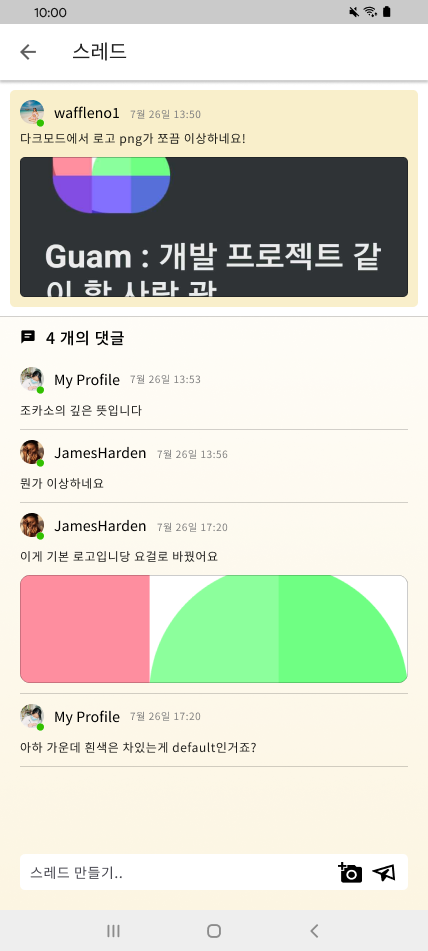 10:00
스레드
waffleno1 7월 26일 13:50
다크모드에서 로고 png가 쪼끔 이상하네요!
Guam : 개발 프로젝트 같
이 할 사람 관
4 개의 댓글
My Profile 7월 26일 13:53
조카소의 깊은 뜻입니다
JamesHarden 7월 26일 13:56
뭔가 이상하네요
JamesHarden 7월 26일 17:20
이게 기본 로고입니당 요걸로 바꿨어요
My Profile 7월 26일 17:20
아하 가운데 흰색은 차있는게 default인거죠?
스레드 만들기..